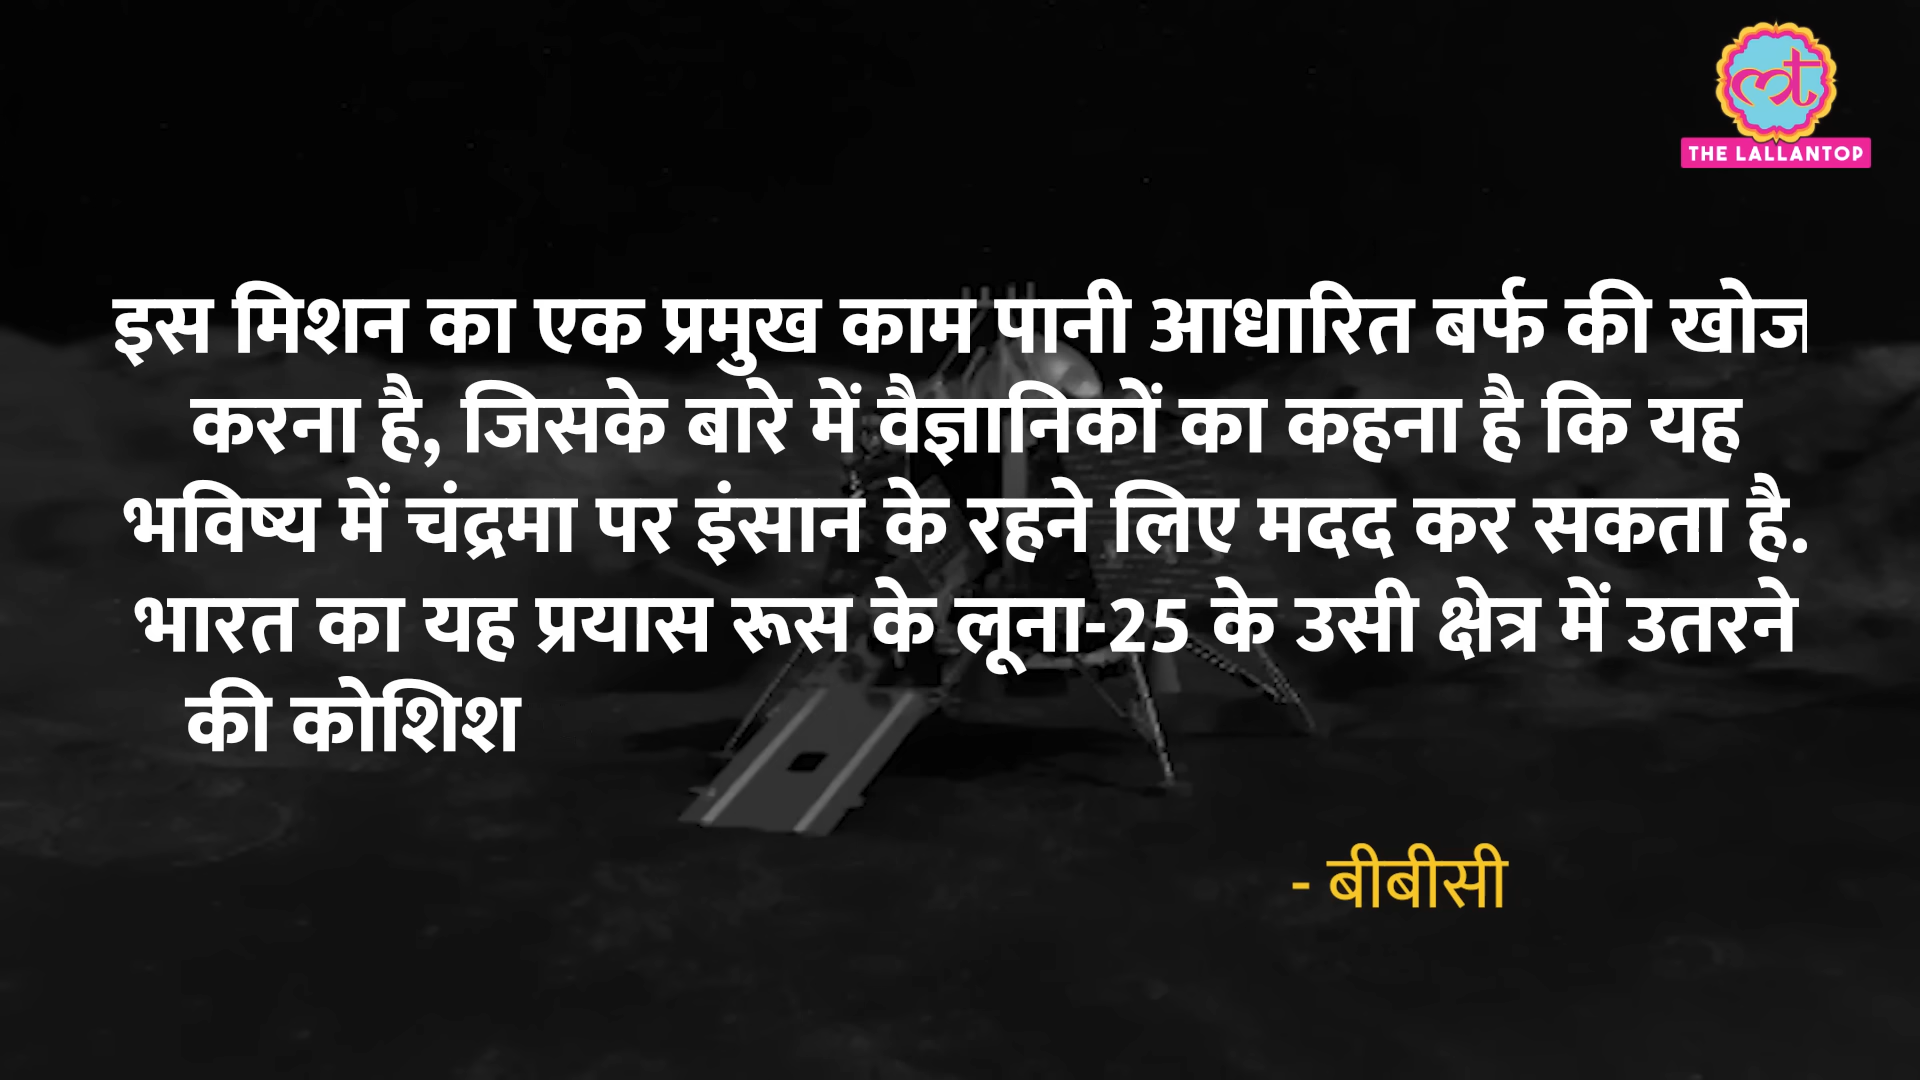 THE LALLANTOP
इस मिशन का एक प्रमुख काम पानी आधारित बर्फ की खोज
करना है, जिसके बारे में वैज्ञानिकों का कहना है कि यह
भविष्य में चंद्रमा पर इंसान के रहने लिए मदद कर सकता है.
भारत का यह प्रयास रूस के लूना-25 के उसी क्षेत्र में उतरने
की कोशिश
- बीबीसी